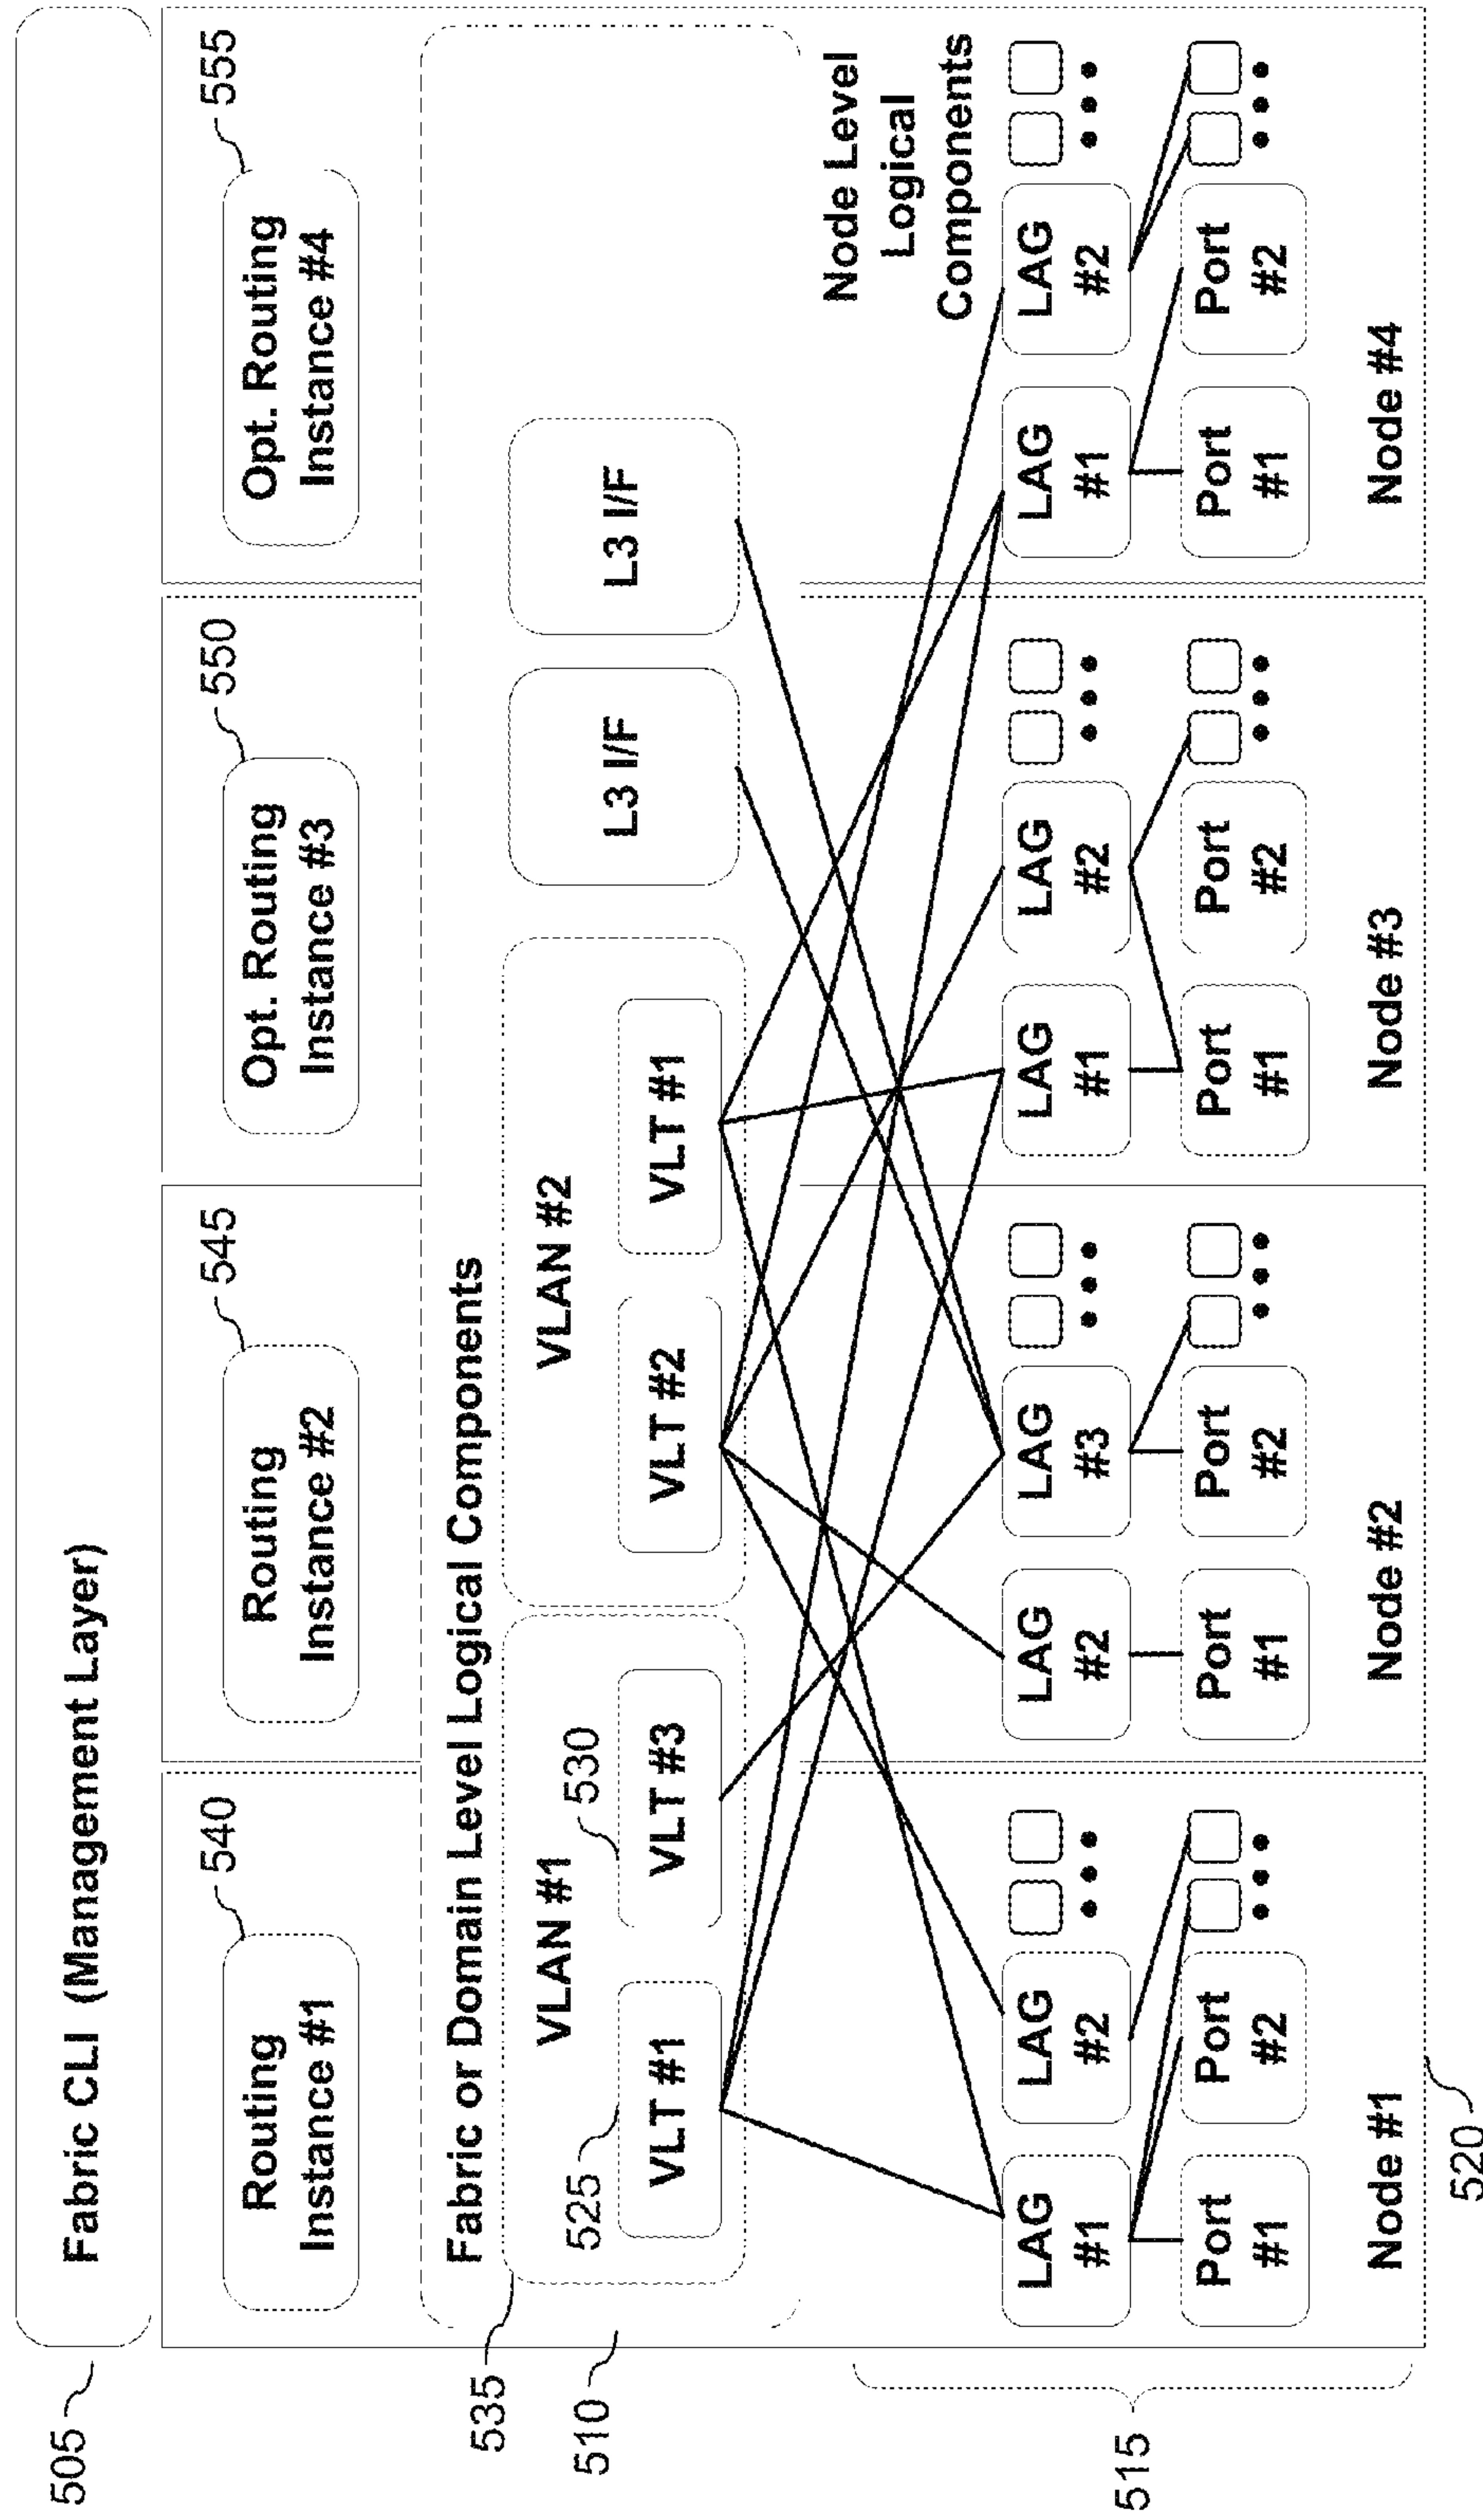 505
Fabric CLI (Management Layer)
540
545
550
555
Routing
Instance #1
Routing
Instance #2
Opt. Routing
Instance #3
Opt. Routing
Instance #4
535
Fabric or Domain Level Logical Components
510
VLAN #1
VLAN #2
525
530
VLT #1
VLT #3
VLT #2
VLT #1
L3 I/F
L3 I/F
Node Level
Logical
Components
515
LAG
#1
LAG
#2
LAG
#2
LAG
#3
LAG
#1
LAG
#2
LAG
#1
LAG
#2
Port
#1
Port
#2
Port
#1
Port
#2
Port
#1
Port
#2
Port
#1
Port
#2
Node #1
Node #2
Node #3
Node #4
520